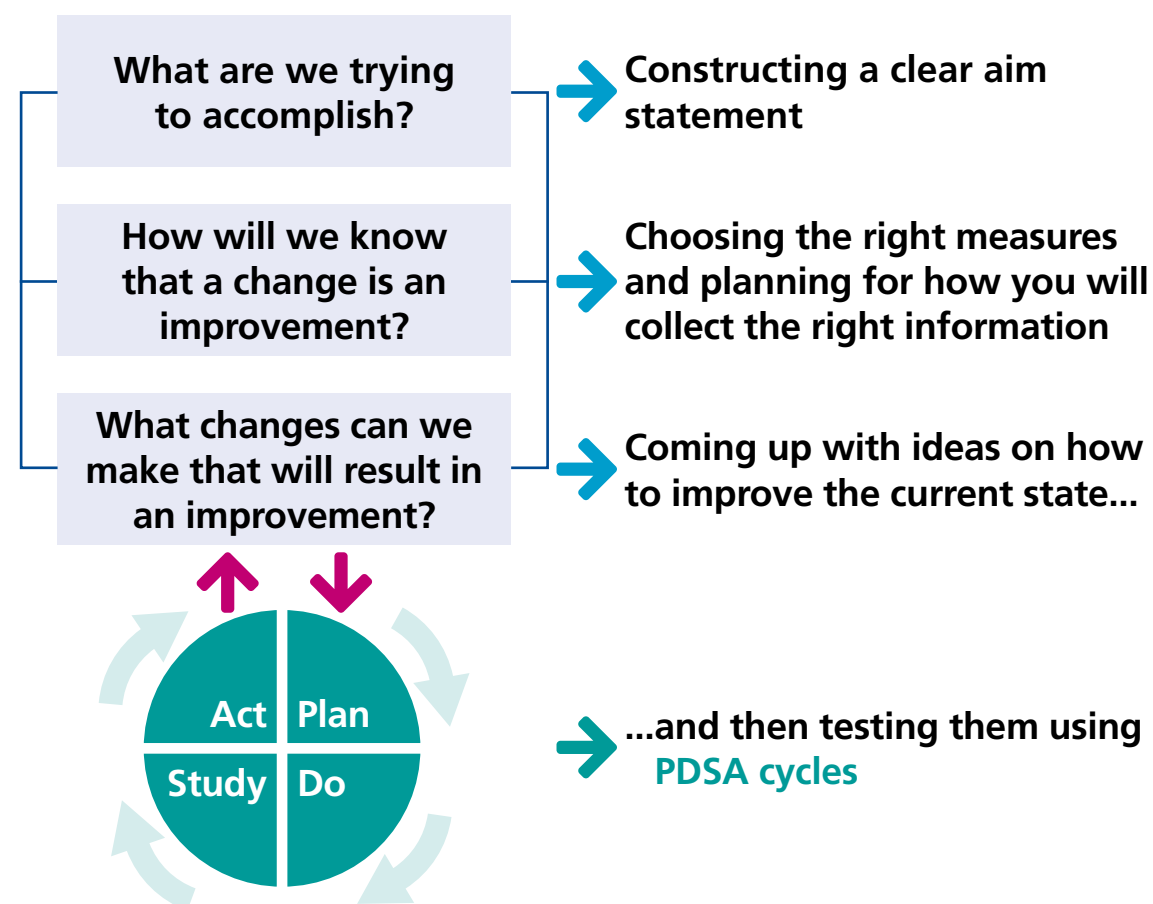 What are we trying
to accomplish?
Constructing a clear aim
statement
How will we know
that a change is an
improvement?
Choosing the right measures
and planning for how you will
collect the right information
What changes can we
make that will result in
an improvement?
Coming up with ideas on how
to improve the current state...
Act
Plan
Study
Do
...and then testing them using
PDSA cycles